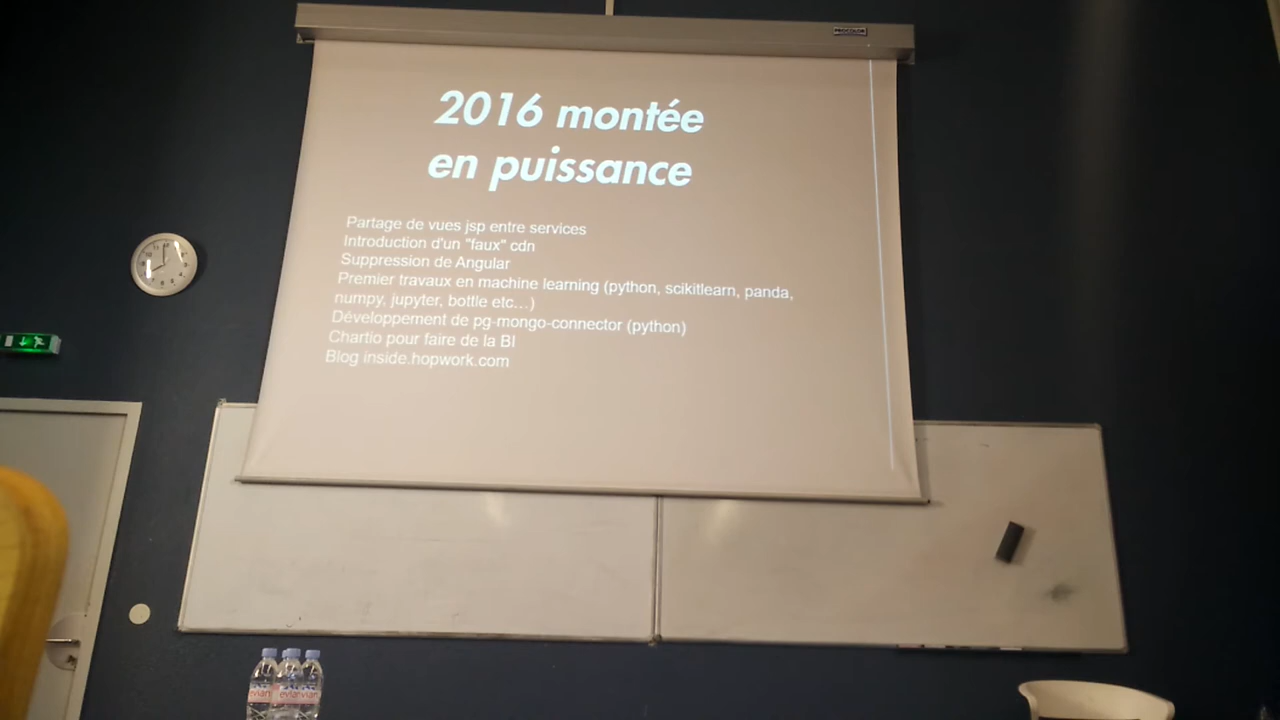 2016 montée
en puissance
Partage de vues jsp entre services
Introduction d'un "faux" cdn
Suppression de Angular
Premier travaux en machine learning (python, scikitlearn, panda,
numpy, jupyter, bottle etc…)
Développement de pg-mongo-connector (python)
Chartio pour faire de la BI
Blog inside.hopwork.com
evian